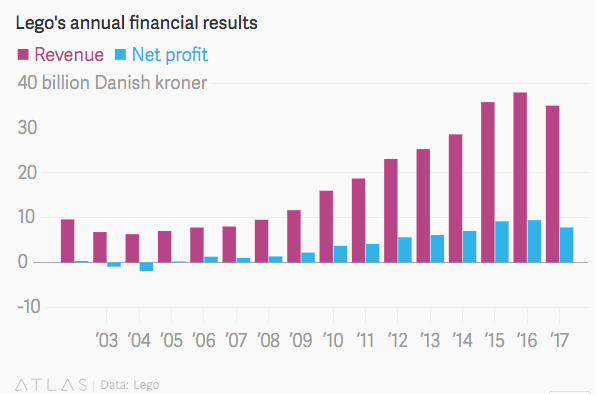 Lego's annual financial results
Revenue Net profit
40 billion Danish kroner
30
20
10
0
-10
'03 '04 '05 '06 '07 '08 '09 '10 '11 '12 '13 '14 '15 '16 '17
ATLAS | Data: Lego